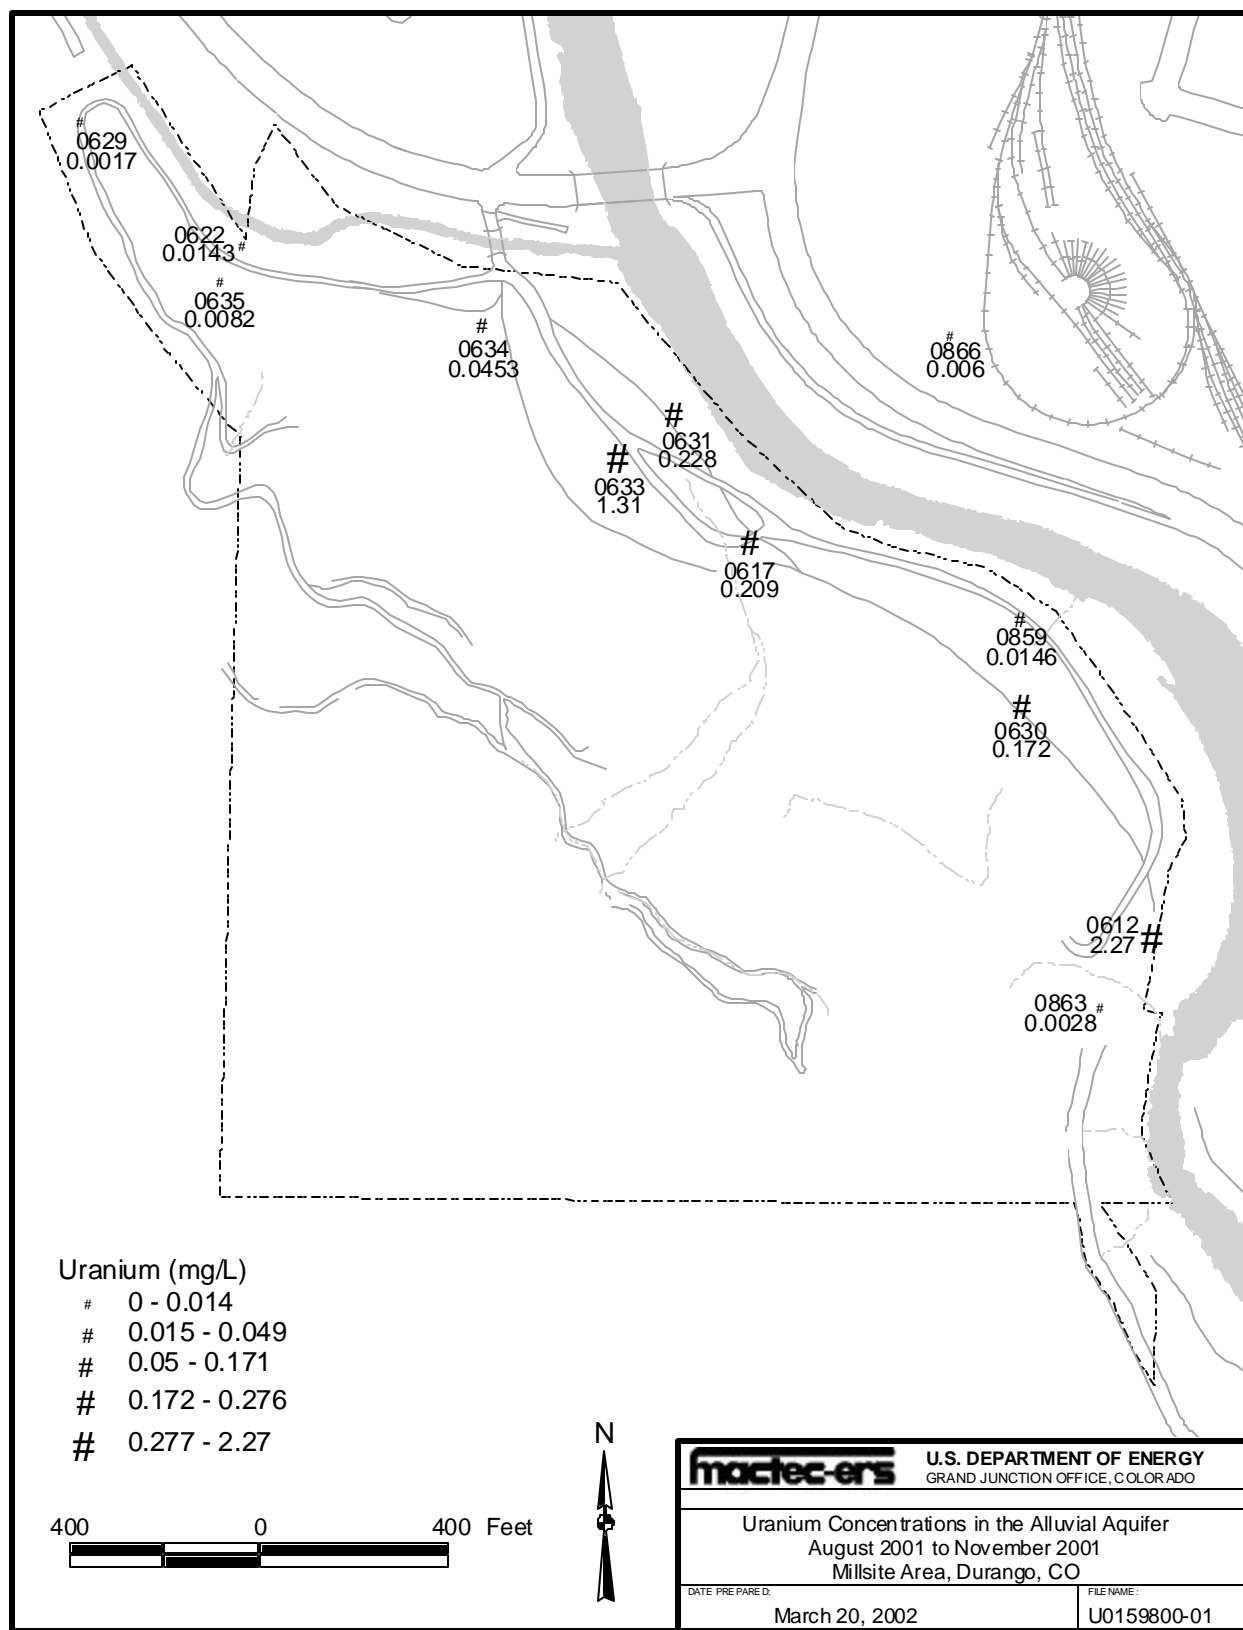 #
0629
0.0017
0622
0.0143 #
#
0635
0.0082
#
0634
0.0453
#
0866
0.006
#
0631
0.228
#
0633
1.31
#
0617
0.209
#
0859
0.0146
#
0630
0.172
0612
2.27 #
0863 #
0.0028
Uranium (mg/L)
# 0 - 0.014
# 0.015 - 0.049
# 0.05 - 0.171
# 0.172 - 0.276
# 0.277 - 2.27
400 0 400 Feet
N
mactec-ers
U.S. DEPARTMENT OF ENERGY
GRAND JUNCTION OFFICE, COLORADO
Uranium Concentrations in the Alluvial Aquifer
August 2001 to November 2001
Millsite Area, Durango, CO
DATE PREPARED:
March 20, 2002
FILENAME:
U0159800-01